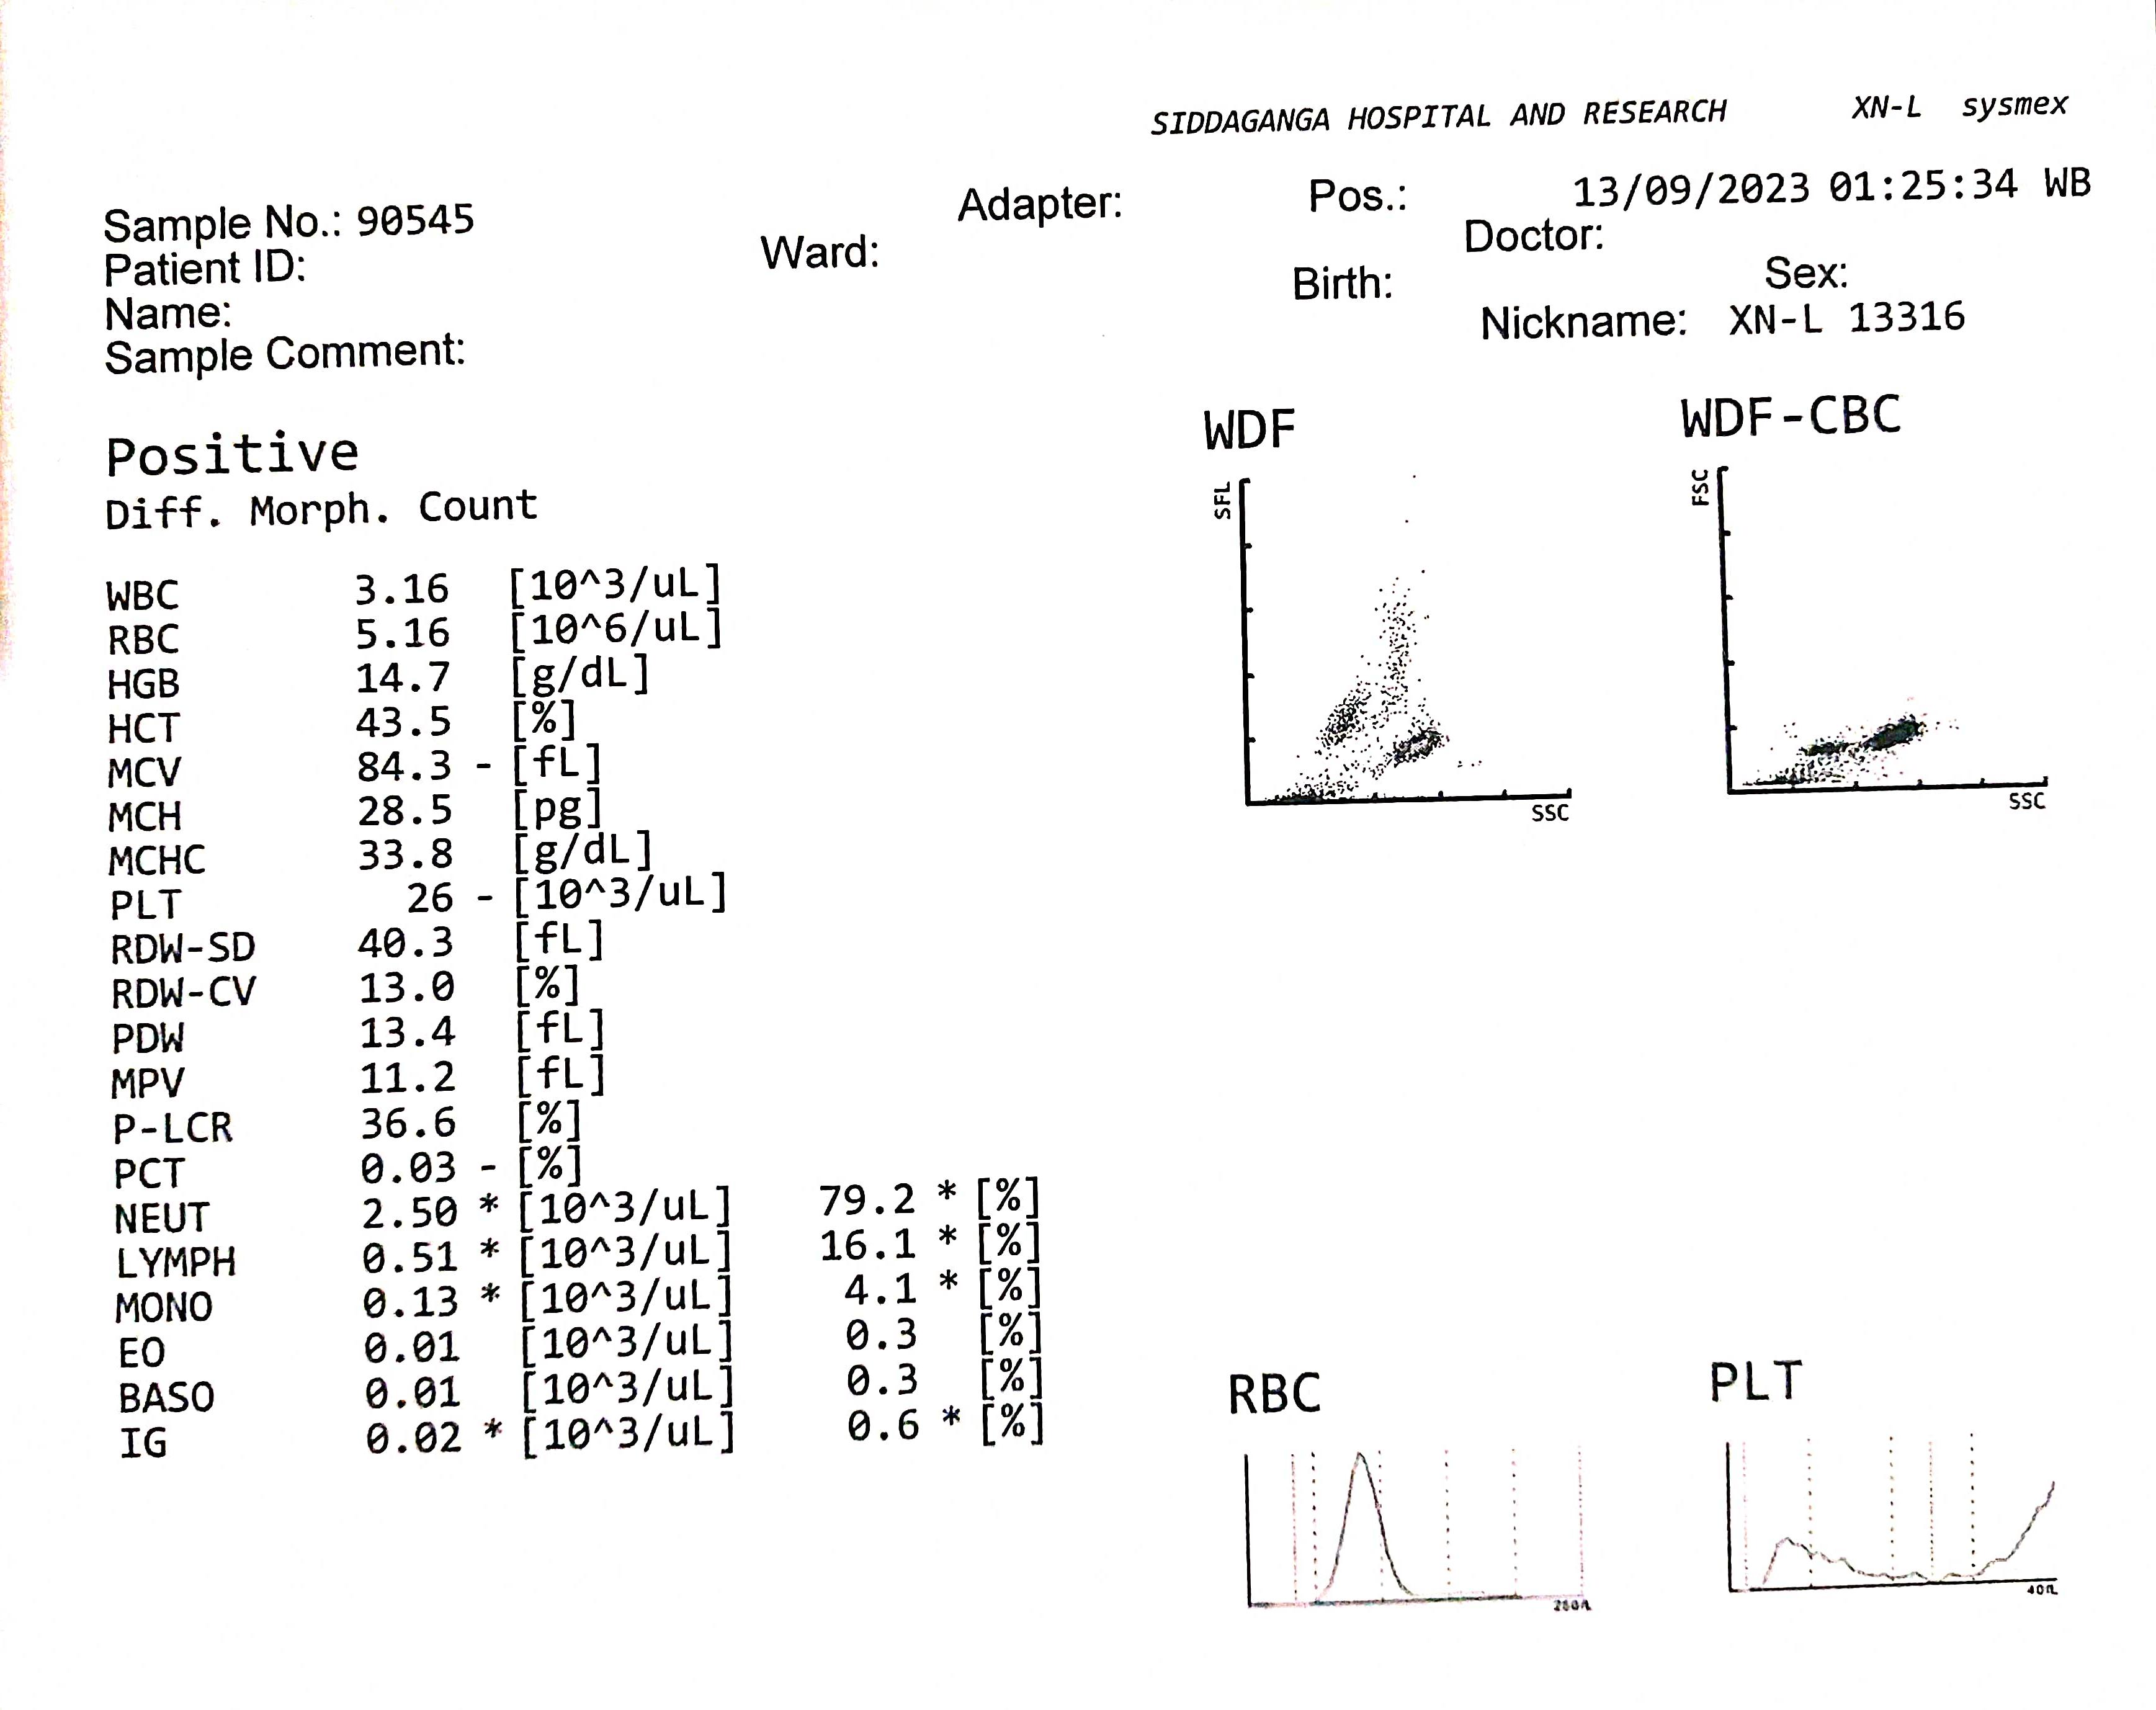 SIDDAGANGA HOSPITAL AND RESEARCH XN-L sysmex
Sample No.: 90545 Adapter: Pos.: 13/09/2023 01:25:34 WB
Patient ID: Ward: Doctor:
Name: Birth: Sex:
Sample Comment: Nickname: XN-L 13316
Positive
Diff. Morph. Count
WDF WDF-CBC
SFL FSC
SSC SSC
WBC 3.16 [10^3/uL]
RBC 5.16 [10^6/uL]
HGB 14.7 [g/dL]
HCT 43.5 [%]
MCV 84.3 - [fL]
MCH 28.5 [pg]
MCHC 33.8 [g/dL]
PLT 26 - [10^3/uL]
RDW-SD 40.3 [fL]
RDW-CV 13.0 [%]
PDW 13.4 [fL]
MPV 11.2 [fL]
P-LCR 36.6 [%]
PCT 0.03 - [%]
NEUT 2.50 * [10^3/uL] 79.2 * [%]
LYMPH 0.51 * [10^3/uL] 16.1 * [%]
MONO 0.13 * [10^3/uL] 4.1 * [%]
EO 0.01 [10^3/uL] 0.3 [%]
BASO 0.01 [10^3/uL] 0.3 [%]
IG 0.02 * [10^3/uL] 0.6 * [%]
RBC PLT